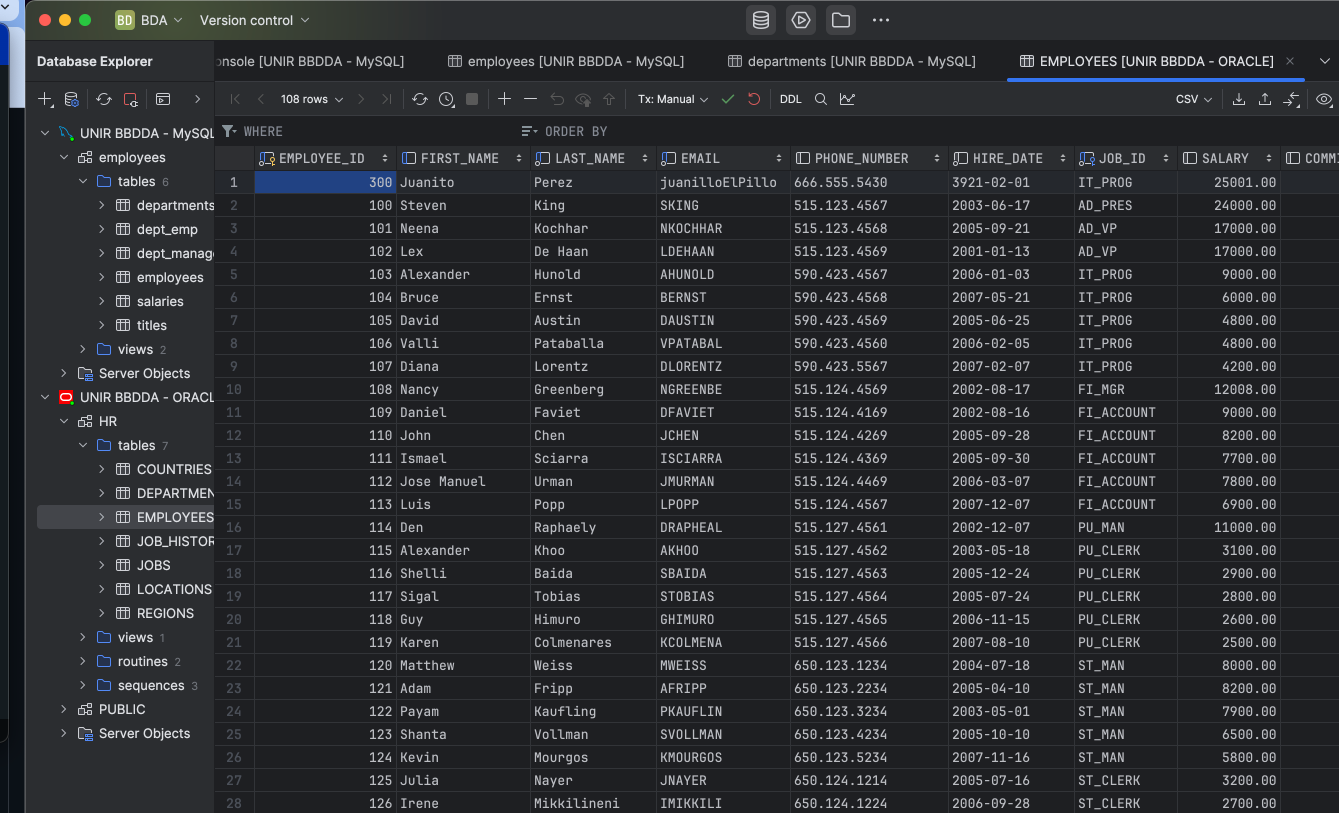 BD BDA Version control
Database Explorer
onsole [UNIR BBDDA - MySQL] employees [UNIR BBDDA - MySQL] departments [UNIR BBDDA - MySQL] EMPLOYEES [UNIR BBDDA - ORACLE]
108 rows Tx: Manual DDL CSV
WHERE ORDER BY
EMPLOYEE_ID FIRST_NAME LAST_NAME EMAIL PHONE_NUMBER HIRE_DATE JOB_ID SALARY COMMI
UNIR BBDDA - MySQL
employees
tables 6
departments
dept_emp
dept_manag
employees
salaries
titles
views 2
Server Objects
UNIR BBDDA - ORACL
HR
tables 7
COUNTRIES
DEPARTMEN
EMPLOYEES
JOB_HISTOR
JOBS
LOCATIONS
REGIONS
views 1
routines 2
sequences 3
PUBLIC
Server Objects
1 300 Juanito Perez juanilloElPillo 666.555.5430 3921-02-01 IT_PROG 25001.00
2 100 Steven King SKING 515.123.4567 2003-06-17 AD_PRES 24000.00
3 101 Neena Kochhar NKOCHHAR 515.123.4568 2005-09-21 AD_VP 17000.00
4 102 Lex De Haan LDEHAAN 515.123.4569 2001-01-13 AD_VP 17000.00
5 103 Alexander Hunold AHUNOLD 590.423.4567 2006-01-03 IT_PROG 9000.00
6 104 Bruce Ernst BERNST 590.423.4568 2007-05-21 IT_PROG 6000.00
7 105 David Austin DAUSTIN 590.423.4569 2005-06-25 IT_PROG 4800.00
8 106 Valli Pataballa VPATABAL 590.423.4560 2006-02-05 IT_PROG 4800.00
9 107 Diana Lorentz DLORENTZ 590.423.5567 2007-02-07 IT_PROG 4200.00
10 108 Nancy Greenberg NGREENBE 515.124.4569 2002-08-17 FI_MGR 12008.00
11 109 Daniel Faviet DFAVIET 515.124.4169 2002-08-16 FI_ACCOUNT 9000.00
12 110 John Chen JCHEN 515.124.4269 2005-09-28 FI_ACCOUNT 8200.00
13 111 Ismael Sciarra ISCIARRA 515.124.4369 2005-09-30 FI_ACCOUNT 7700.00
14 112 Jose Manuel Urman JMURMAN 515.124.4469 2006-03-07 FI_ACCOUNT 7800.00
15 113 Luis Popp LPOPP 515.124.4567 2007-12-07 FI_ACCOUNT 6900.00
16 114 Den Raphaely DRAPHEAL 515.127.4561 2002-12-07 PU_MAN 11000.00
17 115 Alexander Khoo AKHOO 515.127.4562 2003-05-18 PU_CLERK 3100.00
18 116 Shelli Baida SBAIDA 515.127.4563 2005-12-24 PU_CLERK 2900.00
19 117 Sigal Tobias STOBIAS 515.127.4564 2005-07-24 PU_CLERK 2800.00
20 118 Guy Himuro GHIMURO 515.127.4565 2006-11-15 PU_CLERK 2600.00
21 119 Karen Colmenares KCOLMENA 515.127.4566 2007-08-10 PU_CLERK 2500.00
22 120 Matthew Weiss MWEISS 650.123.1234 2004-07-18 ST_MAN 8000.00
23 121 Adam Fripp AFRIPP 650.123.2234 2005-04-10 ST_MAN 8200.00
24 122 Payam Kaufling PKAUFLIN 650.123.3234 2003-05-01 ST_MAN 7900.00
25 123 Shanta Vollman SVOLLMAN 650.123.4234 2005-10-10 ST_MAN 6500.00
26 124 Kevin Mourgos KMOURGOS 650.123.5234 2007-11-16 ST_MAN 5800.00
27 125 Julia Nayer JNAYER 650.124.1214 2005-07-16 ST_CLERK 3200.00
28 126 Irene Mikkilineni IMIKKILI 650.124.1224 2006-09-28 ST_CLERK 2700.00